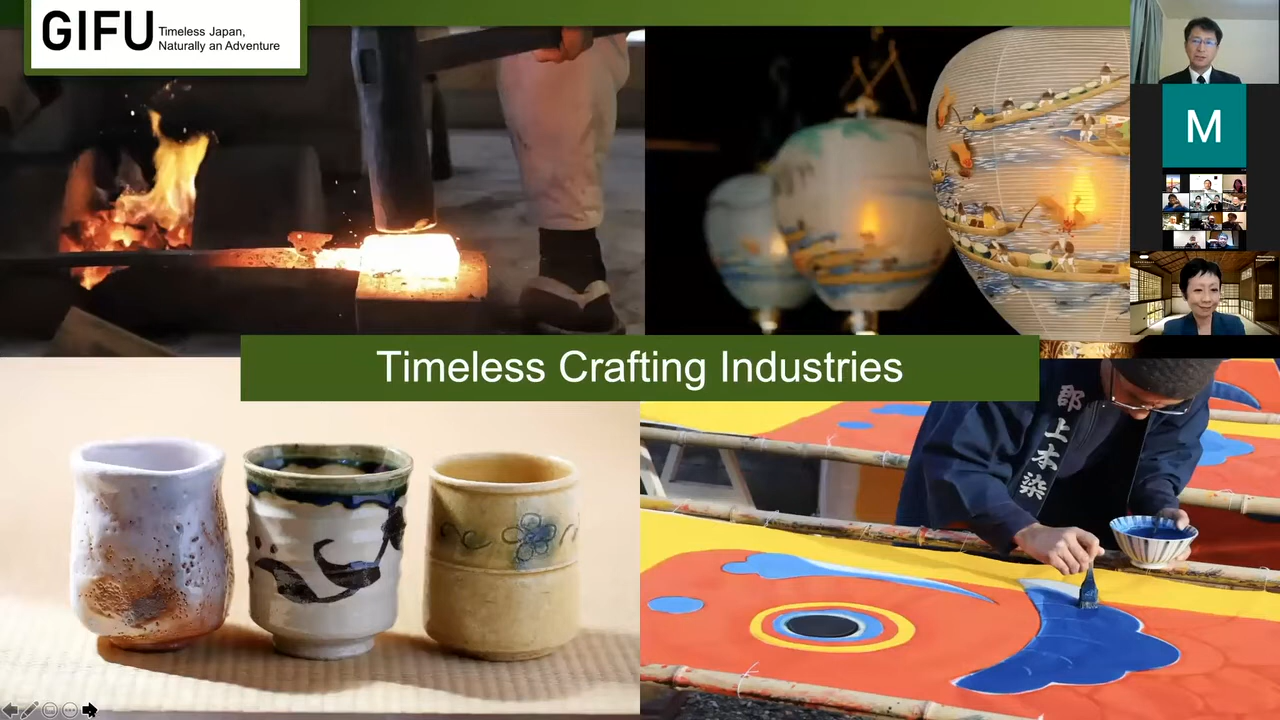 GIFU
Timeless Japan,
Naturally an Adventure
M
Timeless Crafting Industries
郡上本染